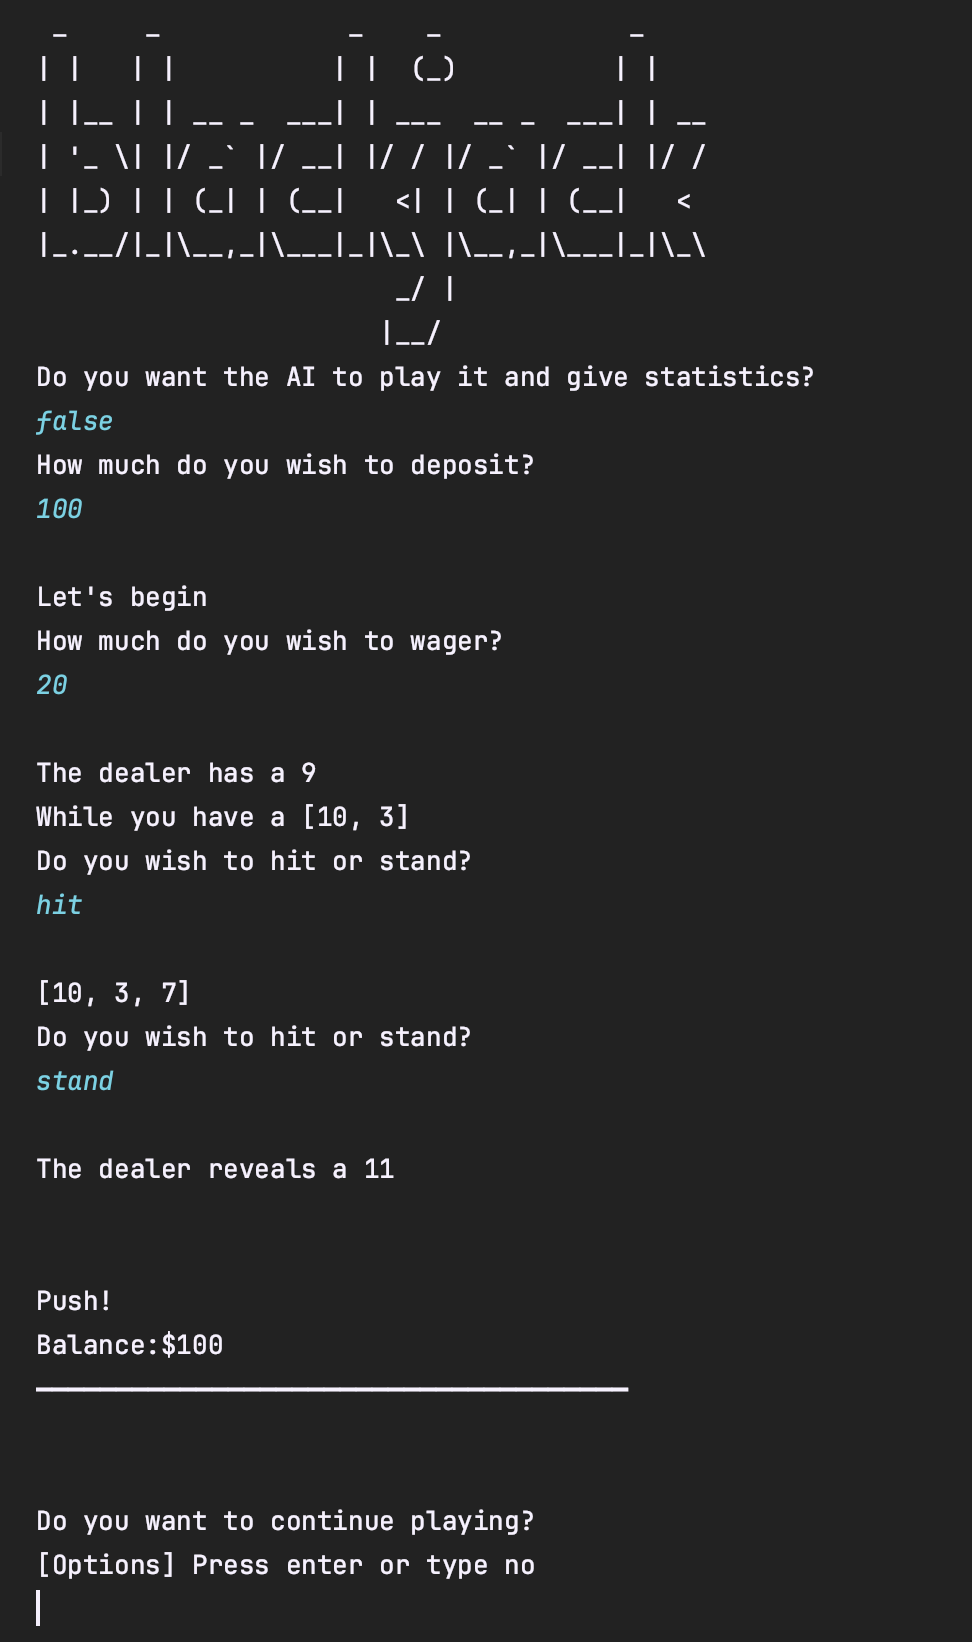 _     _            _    _            _
| |   | |          | |  (_)          | |
| |__ | | __ _  ___| | ___  __ _  ___| | __
| '_ \| |/ _` |/ __| |/ / |/ _` |/ __| |/ /
| |_) | | (_| | (__|   <| | (_| | (__|   <
|_.__/|_|\__,_|\___|_|\_\ |\__,_|\___|_|\_\
                       _/ |
                      |__/
Do you want the AI to play it and give statistics?
false
How much do you wish to deposit?
100
Let's begin
How much do you wish to wager?
20
The dealer has a 9
While you have a [10, 3]
Do you wish to hit or stand?
hit
[10, 3, 7]
Do you wish to hit or stand?
stand
The dealer reveals a 11
Push!
Balance:$100
Do you want to continue playing?
[Options] Press enter or type no